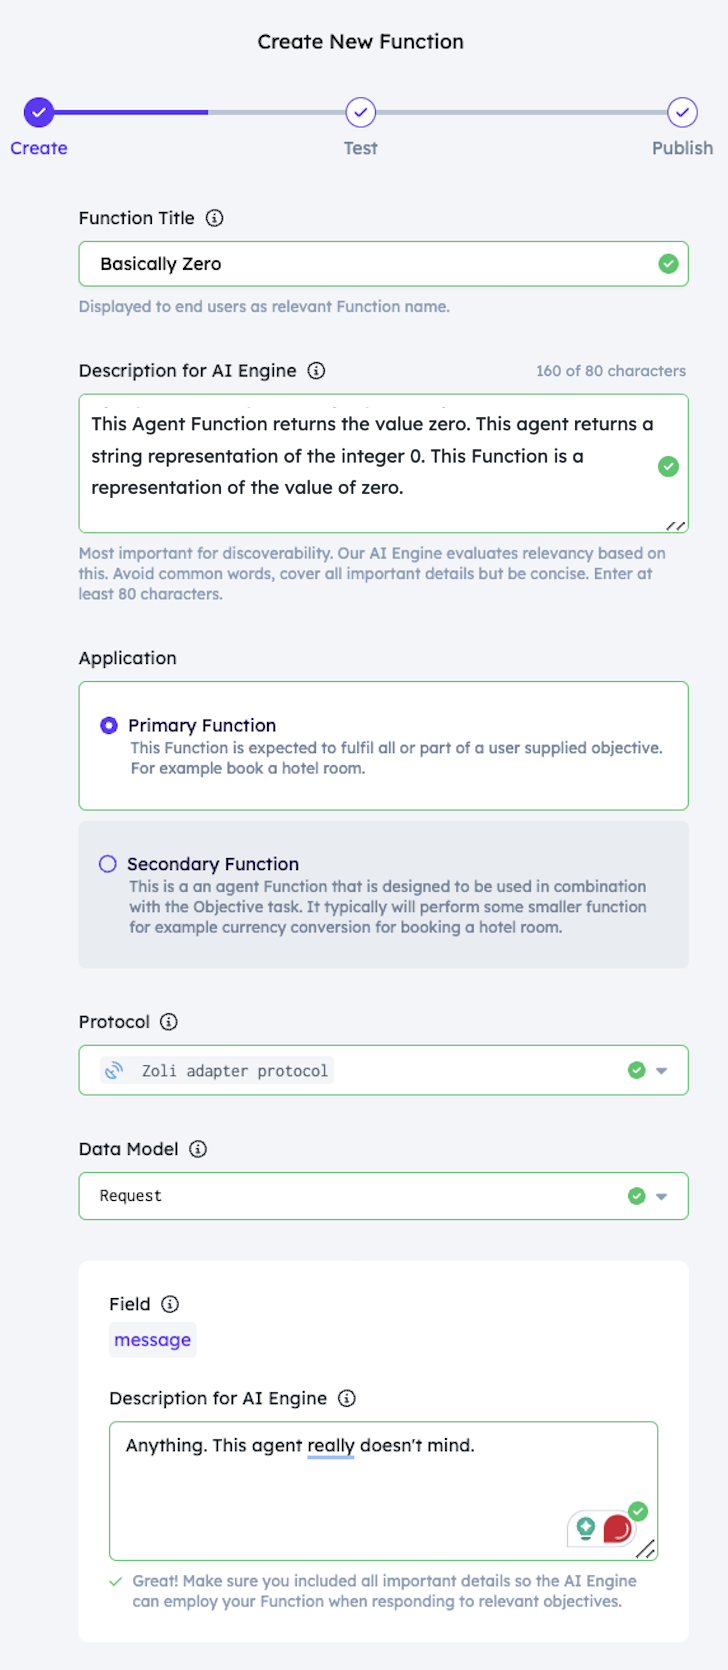 Create New Function
Create
Test
Publish
Function Title
Basically Zero
Displayed to end users as relevant Function name.
Description for AI Engine
160 of 80 characters
This Agent Function returns the value zero. This agent returns a
string representation of the integer 0. This Function is a
representation of the value of zero.
Most important for discoverability. Our AI Engine evaluates relevancy based on
this. Avoid common words, cover all important details but be concise. Enter at
least 80 characters.
Application
Primary Function
This Function is expected to fulfil all or part of a user supplied objective.
For example book a hotel room.
Secondary Function
This is a an agent Function that is designed to be used in combination
with the Objective task. It typically will perform some smaller function
for example currency conversion for booking a hotel room.
Protocol
Zoli adapter protocol
Data Model
Request
Field
message
Description for AI Engine
Anything. This agent really doesn't mind.
Great! Make sure you included all important details so the AI Engine
can employ your Function when responding to relevant objectives.